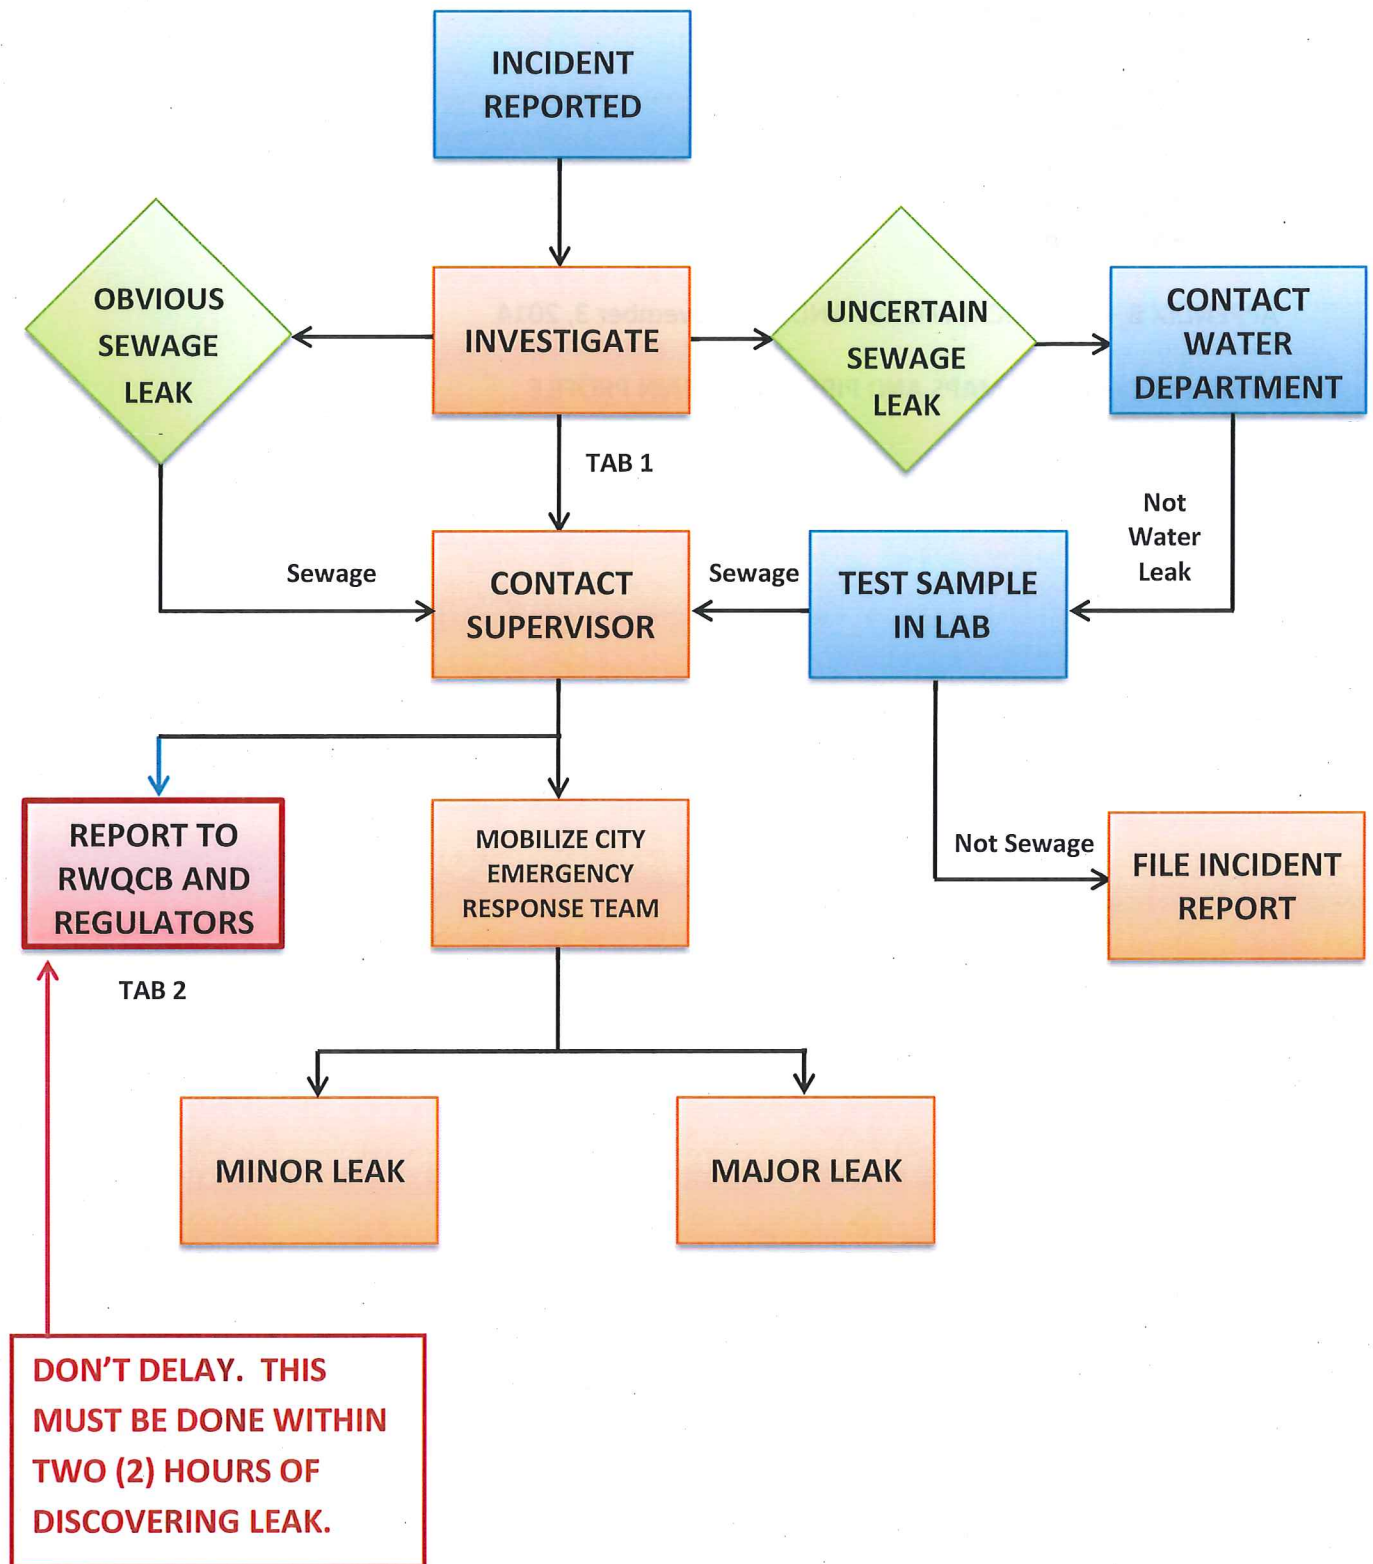 INCIDENT
REPORTED
OBVIOUS
SEWAGE
LEAK
INVESTIGATE
UNCERTAIN
SEWAGE
LEAK
CONTACT
WATER
DEPARTMENT
TAB 1
Not
Water
Leak
Sewage
CONTACT
SUPERVISOR
Sewage
TEST SAMPLE
IN LAB
REPORT TO
RWQCB AND
REGULATORS
MOBILIZE CITY
EMERGENCY
RESPONSE TEAM
Not Sewage
FILE INCIDENT
REPORT
TAB 2
MINOR LEAK
MAJOR LEAK
DON'T DELAY. THIS
MUST BE DONE WITHIN
TWO (2) HOURS OF
DISCOVERING LEAK.